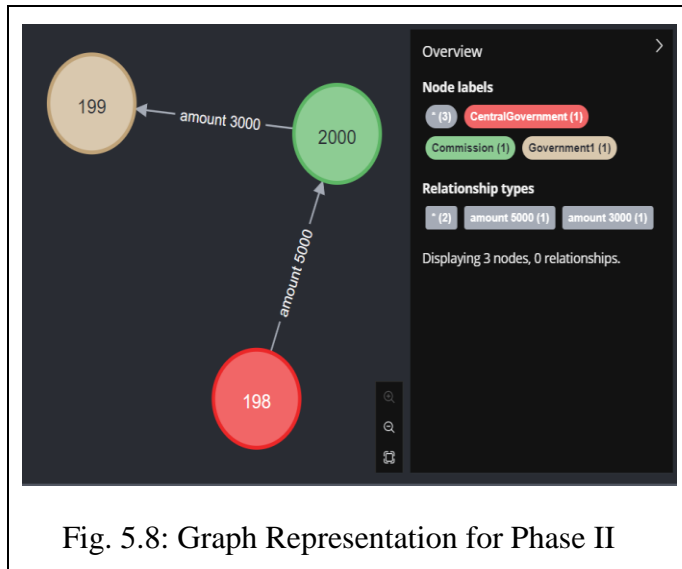 199
amount 3000
2000
amount 5000
198
Overview
Node labels
* (3) CentralGovernment (1)
Commission (1) Government1 (1)
Relationship types
* (2) amount 5000 (1) amount 3000 (1)
Displaying 3 nodes, 0 relationships.
Fig. 5.8: Graph Representation for Phase II